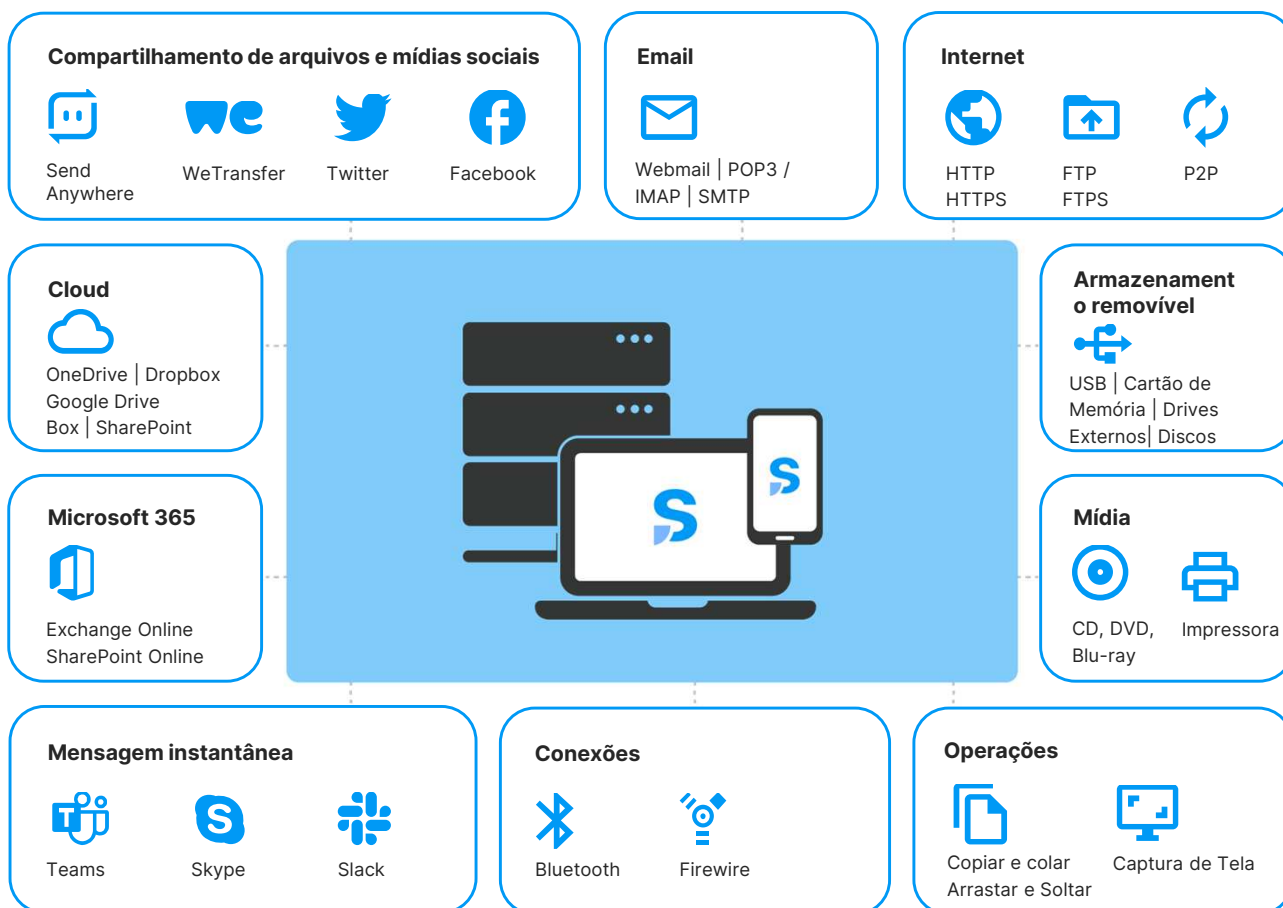 Compartilhamento de arquivos e mídias sociais
Send
Anywhere
WeTransfer
Twitter
Facebook
Email
Webmail | POP3 /
IMAP | SMTP
Internet
HTTP
HTTPS
FTP
FTPS
P2P
Cloud
OneDrive | Dropbox
Google Drive
Box | SharePoint
Armazenament
o removível
USB | Cartão de
Memória | Drives
Externos| Discos
Microsoft 365
Exchange Online
SharePoint Online
Mídia
CD, DVD,
Blu-ray
Impressora
Mensagem instantânea
Teams
Skype
Slack
Conexões
Bluetooth
Firewire
Operações
Copiar e colar
Arrastar e Soltar
Captura de Tela